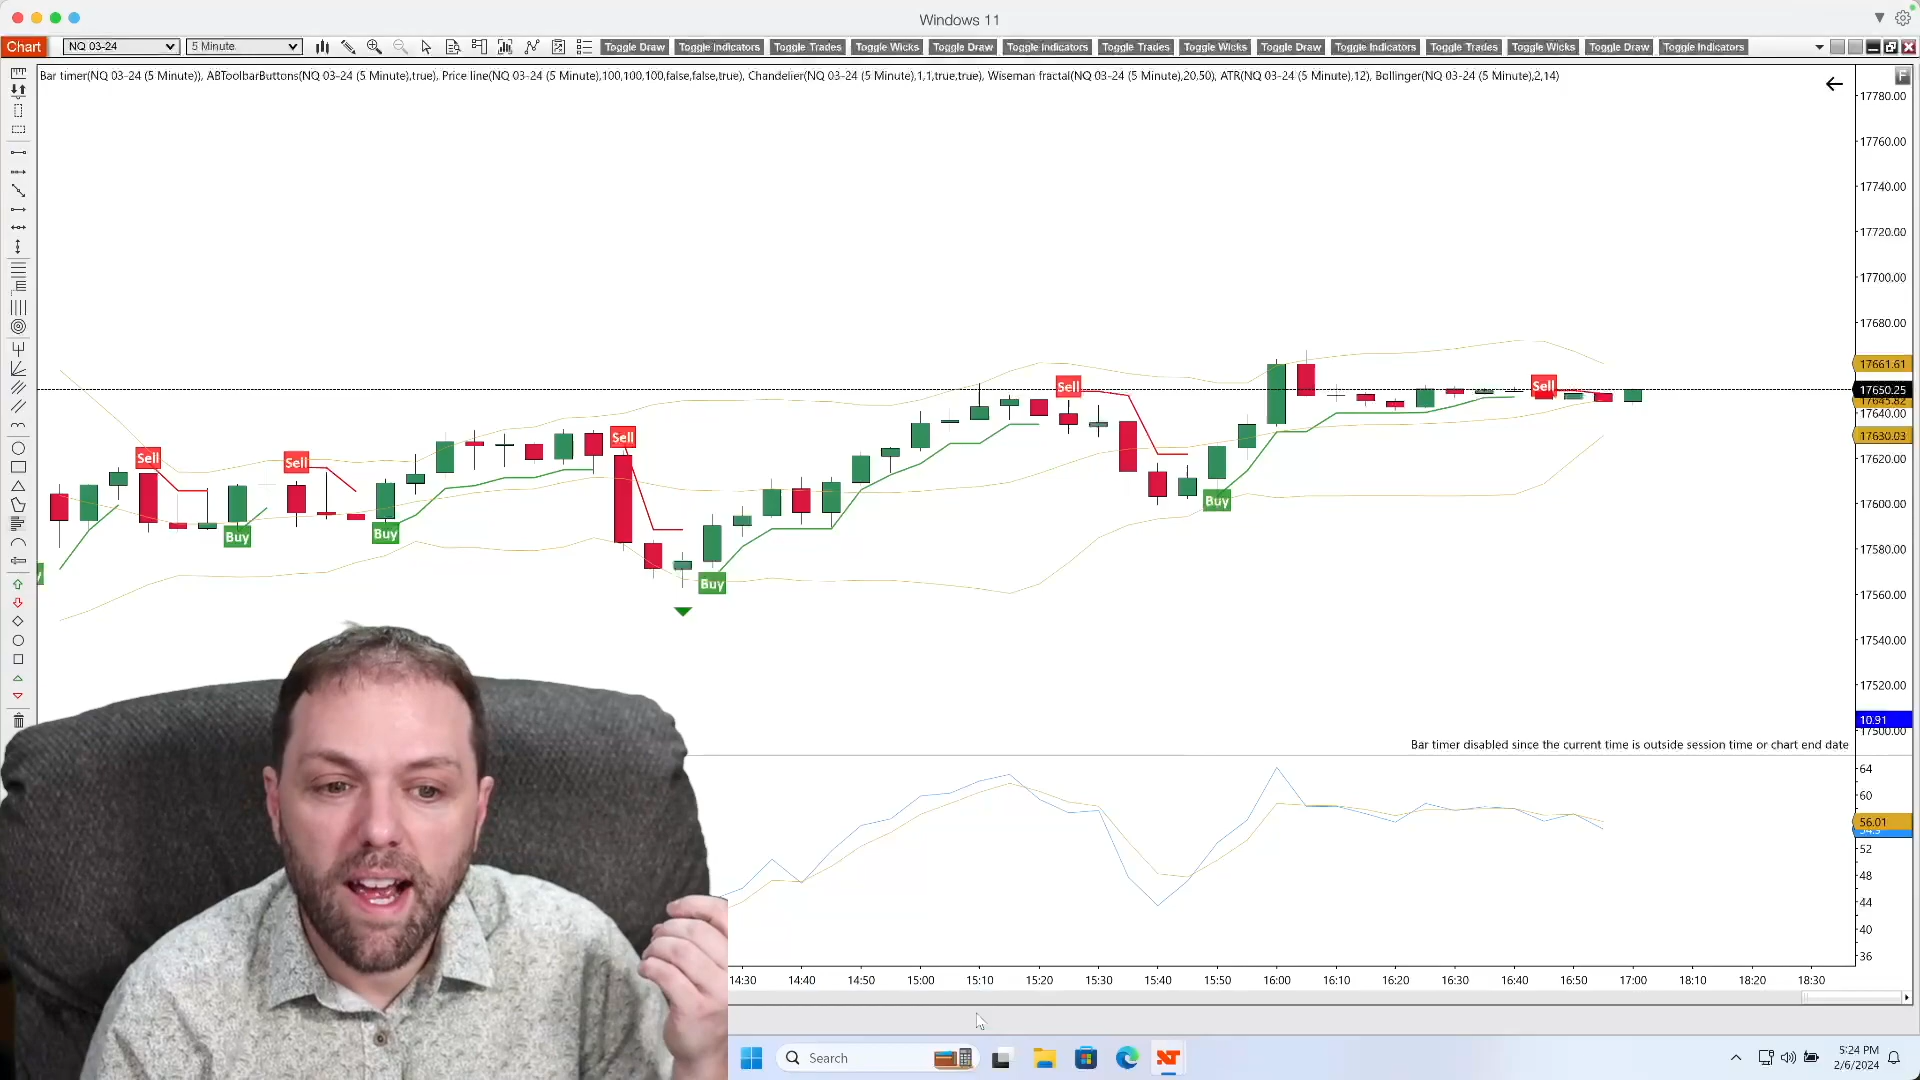 Windows 11
Chart NQ 03-24 5 Minute Toggle Draw Toggle Indicators Toggle Trades Toggle Wicks Toggle Draw Toggle Indicators Toggle Trades Toggle Wicks Toggle Draw Toggle Indicators Toggle Trades Toggle Wicks Toggle Draw Toggle Indicators
Bar timer(NQ 03-24 (5 Minute)), ABToolbarButtons(NQ 03-24 (5 Minute),true), Price line(NQ 03-24 (5 Minute),100,100,100,false,false,true), Chandelier(NQ 03-24 (5 Minute),1,1,true,true), Wiseman fractal(NQ 03-24 (5 Minute),20,50), ATR(NQ 03-24 (5 Minute),12), Bollinger(NQ 03-24 (5 Minute),2,14)
F
17780.00
17760.00
17740.00
17720.00
17700.00
17680.00
17661.61
Sell
Sell
17650.25
17645.82
17640.00
Sell
17630.03
Sell
Sell
17620.00
Buy
17600.00
Buy
Buy
17580.00
Buy
17560.00
17540.00
17520.00
10.91
17500.00
Bar timer disabled since the current time is outside session time or chart end date
64
60
56.01
54.9
52
48
44
40
36
14:30 14:40 14:50 15:00 15:10 15:20 15:30 15:40 15:50 16:00 16:10 16:20 16:30 16:40 16:50 17:00 18:10 18:20 18:30
Search
5:24 PM
2/6/2024